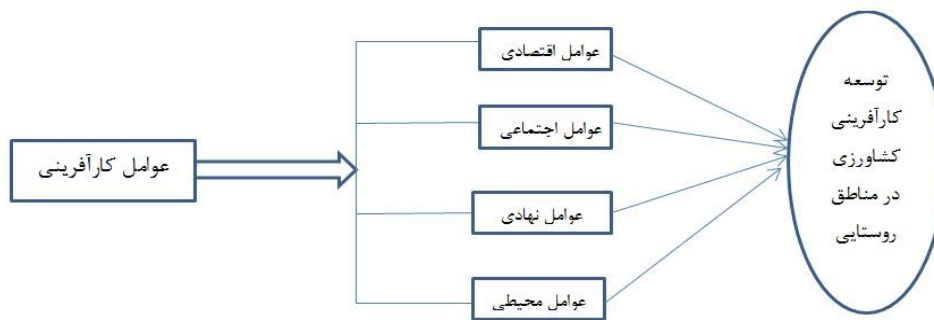 عوامل کارآفرینی
عوامل اقتصادی
عوامل اجتماعی
عوامل نهادی
عوامل محیطی
توسعه
کارآفرینی
کشاورزی
در مناطق
روستایی